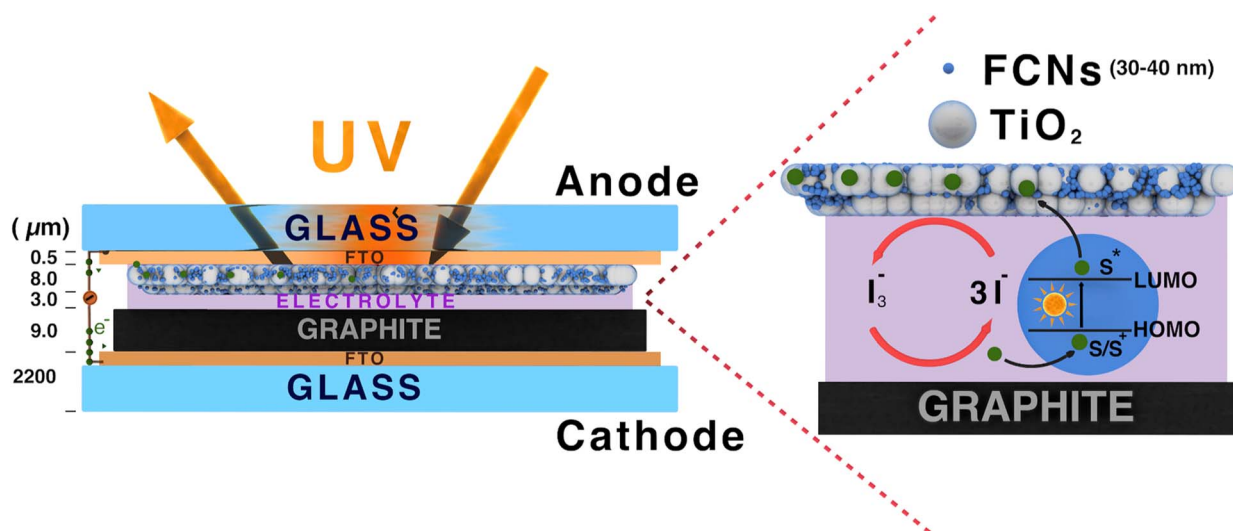 UV
Anode
(μm)
GLASS
0.5
FTO
8.0
3.0
ELECTROLYTE
GRAPHITE
9.0
e⁻
FTO
2200
GLASS
Cathode
FCNs (30-40 nm)
TiO₂
S*
LUMO
I₃⁻
3I⁻
HOMO
S/S⁺
GRAPHITE